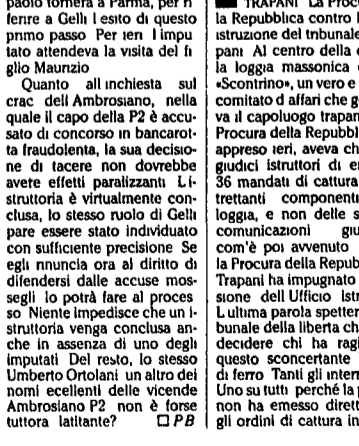 paolo tornerà a Parma, per ri
ferire a Gelli l esito di questo
primo passo Per ieri l impu
tato attendeva la visita del fi
glio Maurizio
Quanto all inchiesta sul
crac dell Ambrosiano, nella
quale il capo della P2 è accu-
sato di concorso in bancarot-
ta fraudolenta, la sua decisio-
ne di tacere non dovrebbe
avere effetti paralizzanti L i-
struttoria è virtualmente con-
clusa, lo stesso ruolo di Gelli
pare essere stato individuato
con sufficiente precisione Se
egli rinuncia ora al diritto di
difendersi dalle accuse mos-
segli lo potrà fare al proces
so Niente impedisce che un i-
struttoria venga conclusa an-
che in assenza di uno degli
imputati Del resto, lo stesso
Umberto Ortolani un altro dei
nomi ecellenti delle vicende
Ambrosiano P2 non è forse
tuttora latitante? □ P B
■ TRAPANI La Proc
la Repubblica contro l
istruzione del tribunale
pani Al centro della
la loggia massonica
«Scontrino», un vero e
comitato d affari che g
va il capoluogo trapan
Procura della Repubbl
appreso ieri, aveva ch
giudici istruttori di e
36 mandati di cattura
trettanti componenti
loggia, e non delle s
comunicazioni giu
com'è poi avvenuto
la Procura della Repub
Trapani ha impugnato
sione dell Ufficio Istr
L ultima parola spetter
bunale della liberta ch
decidere chi ha ragi
questo sconcertante
di ferro Tanti gli interr
Uno su tutti perché la p
non ha emesso dirett
gli ordini di cattura in